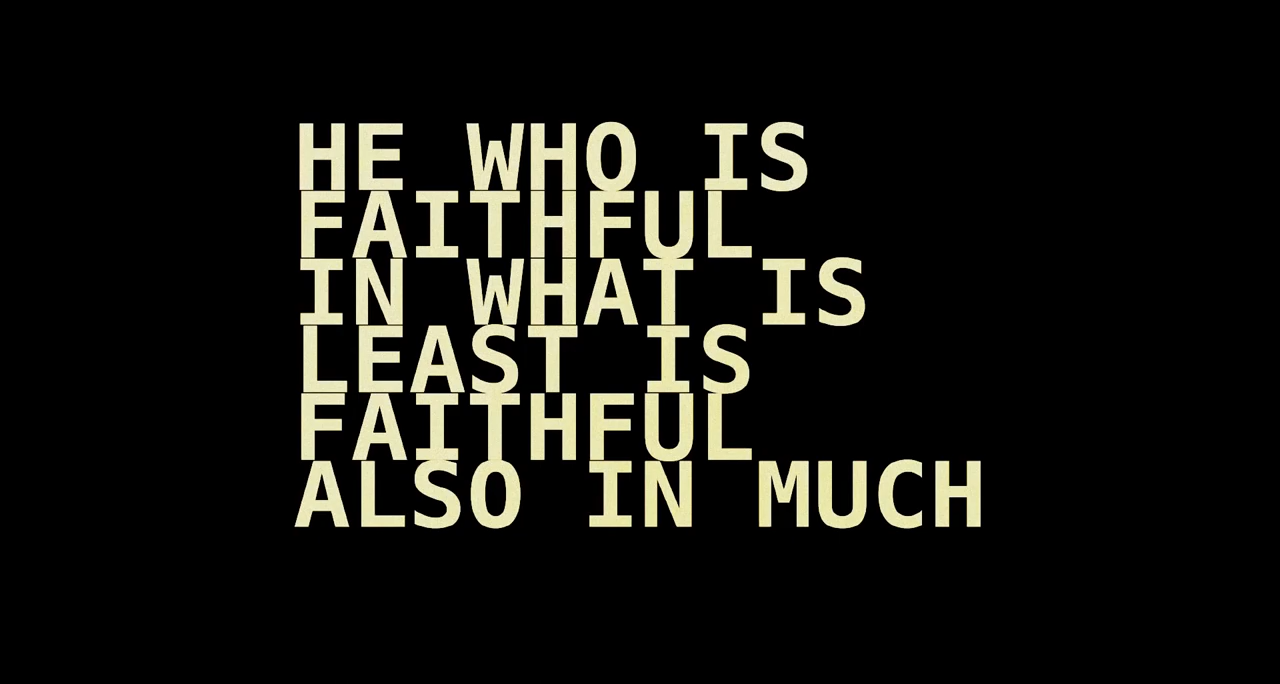 HE WHO IS
FAITHFUL
IN WHAT IS
LEAST IS
FAITHFUL
ALSO IN MUCH